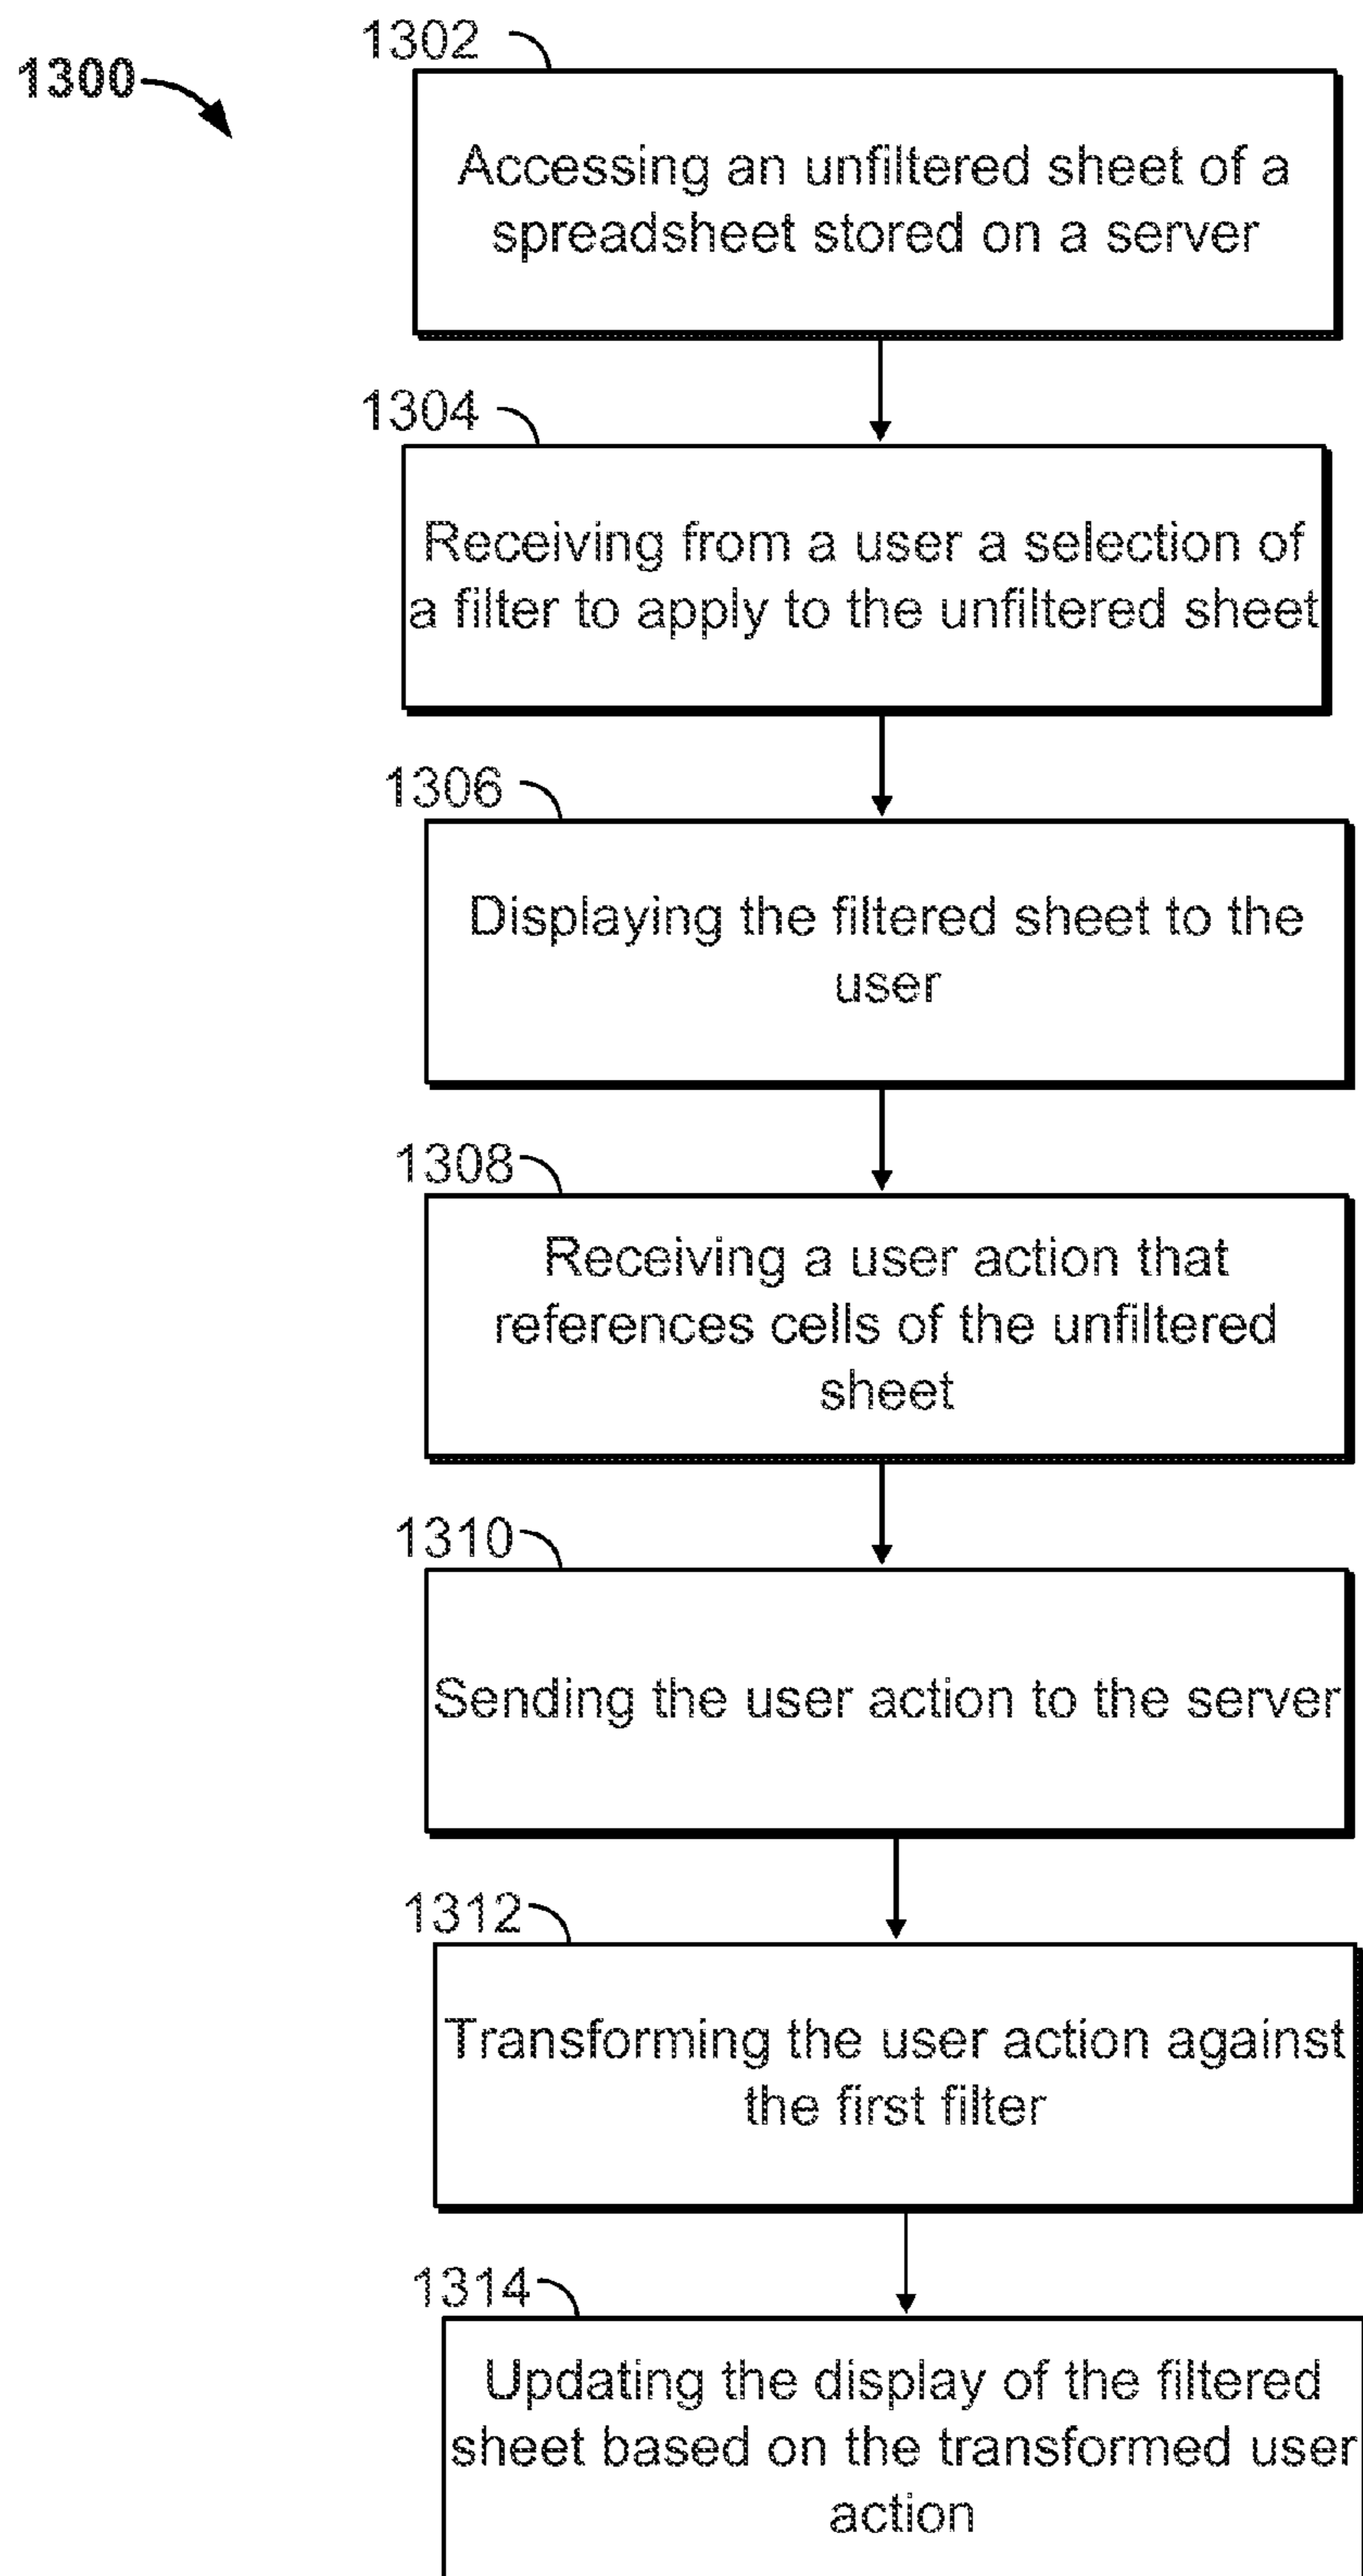 1300
1302
Accessing an unfiltered sheet of a
spreadsheet stored on a server
1304
Receiving from a user a selection of
a filter to apply to the unfiltered sheet
1306
Displaying the filtered sheet to the
user
1308
Receiving a user action that
references cells of the unfiltered
sheet
1310
Sending the user action to the server
1312
Transforming the user action against
the first filter
1314
Updating the display of the filtered
sheet based on the transformed user
action